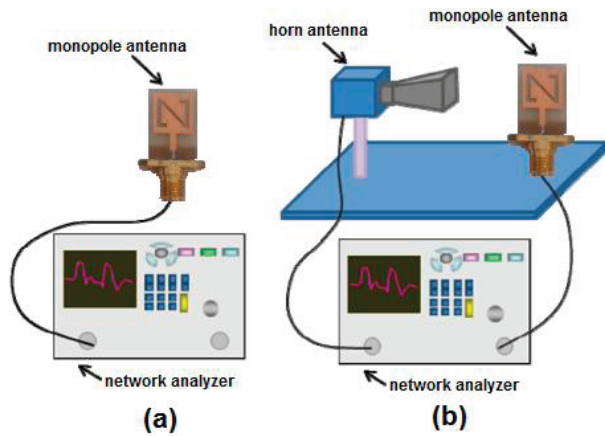 monopole antenna
network analyzer
(a)
horn antenna
monopole antenna
network analyzer
(b)